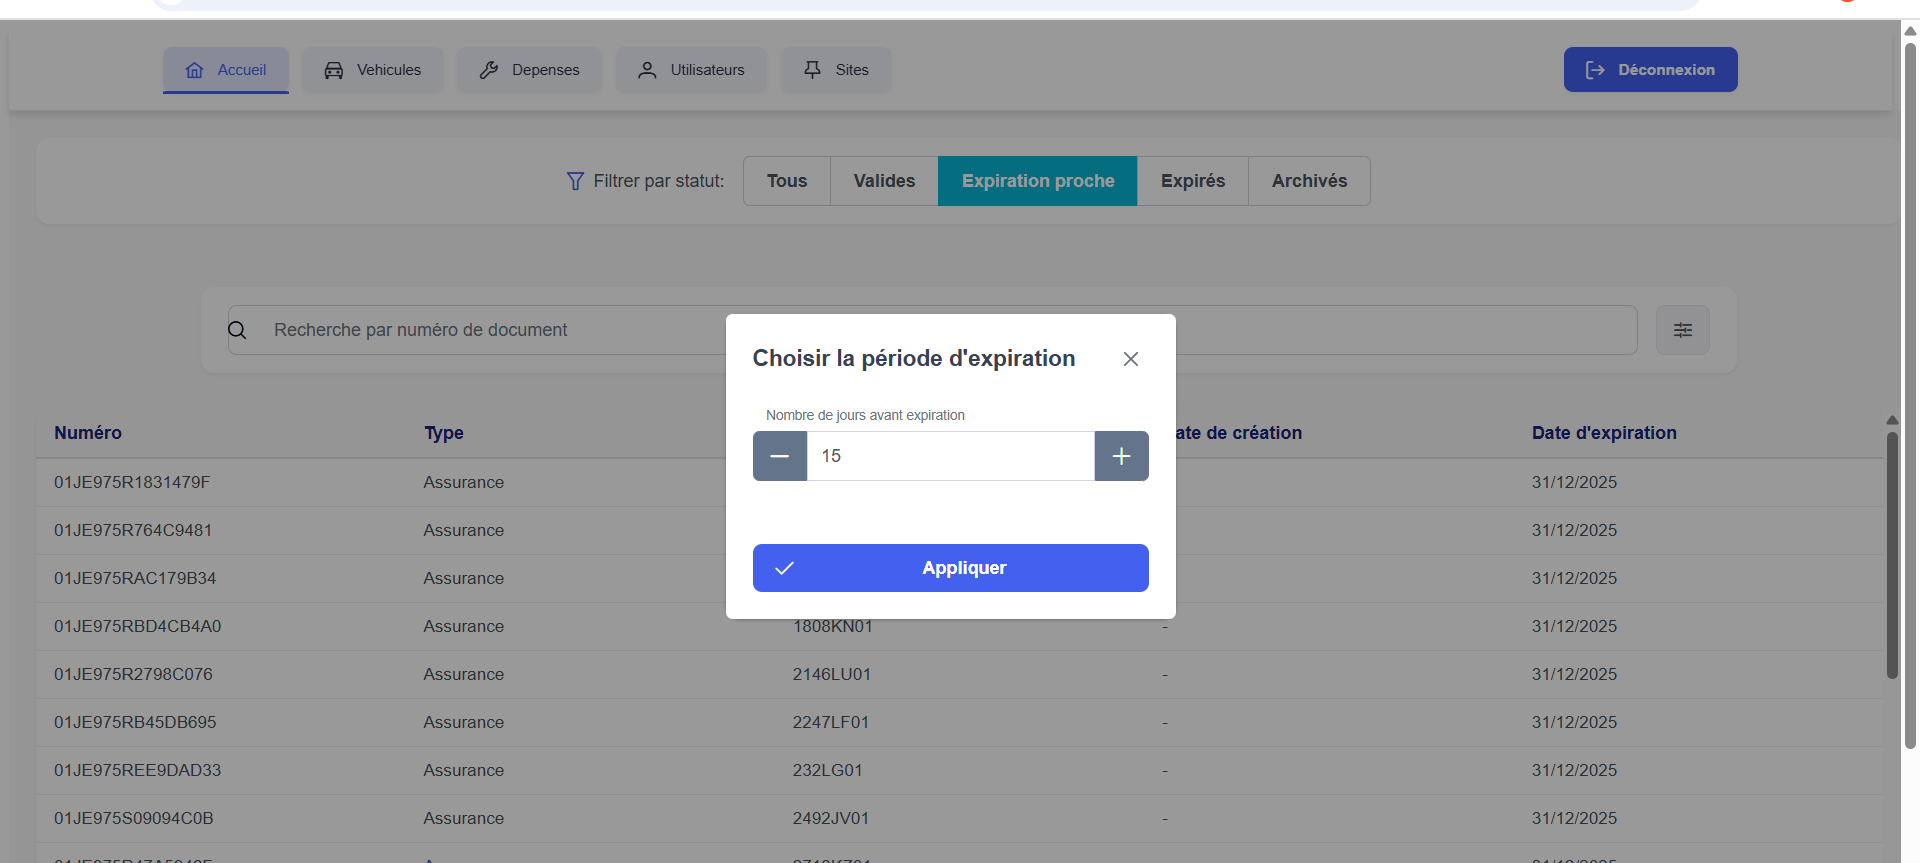 Accueil
Vehicules
Depenses
Utilisateurs
Sites
Déconnexion
Filtrer par statut:
Tous
Valides
Expiration proche
Expirés
Archivés
Recherche par numéro de document
Choisir la période d'expiration
Nombre de jours avant expiration
15
Appliquer
Numéro Type ate de création Date d'expiration
01JE975R1831479F Assurance 31/12/2025
01JE975R764C9481 Assurance 31/12/2025
01JE975RAC179B34 Assurance 31/12/2025
01JE975RBD4CB4A0 Assurance 1808KN01 - 31/12/2025
01JE975R2798C076 Assurance 2146LU01 - 31/12/2025
01JE975RB45DB695 Assurance 2247LF01 - 31/12/2025
01JE975REE9DAD33 Assurance 232LG01 - 31/12/2025
01JE975S09094C0B Assurance 2492JV01 - 31/12/2025